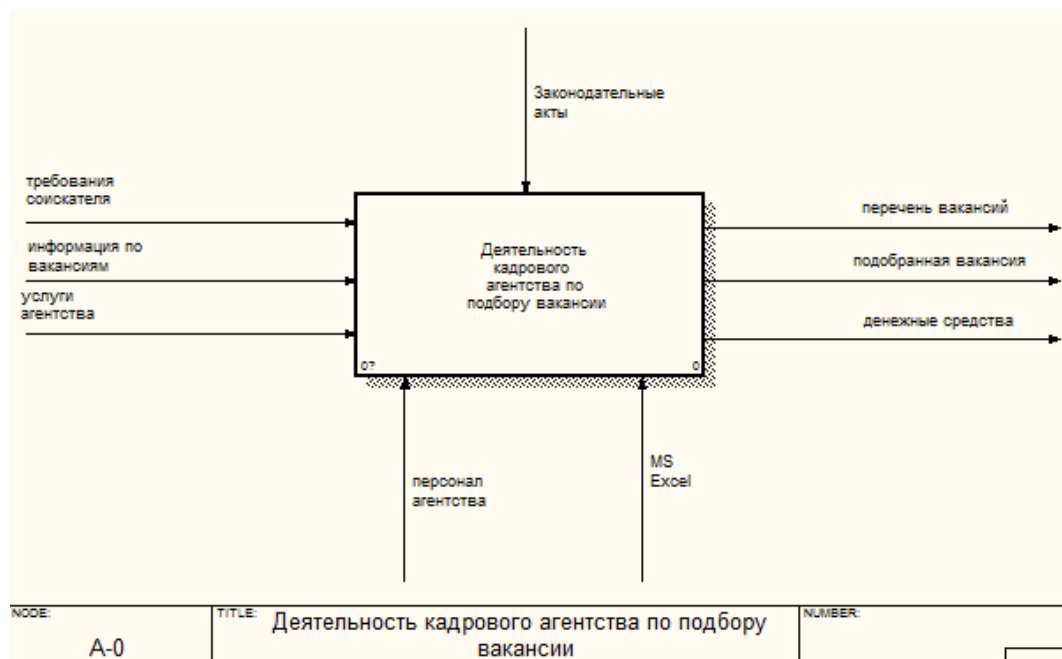 Законодательные
акты
требования
соискателя
информация по
вакансиям
услуги
агентства
Деятельность
кадрового
агентства по
подбору вакансии
0?
0
перечень вакансий
подобранная вакансия
денежные средства
персонал
агентства
MS
Excel
NODE:
A-0
TITLE:
Деятельность кадрового агентства по подбору
вакансии
NUMBER: